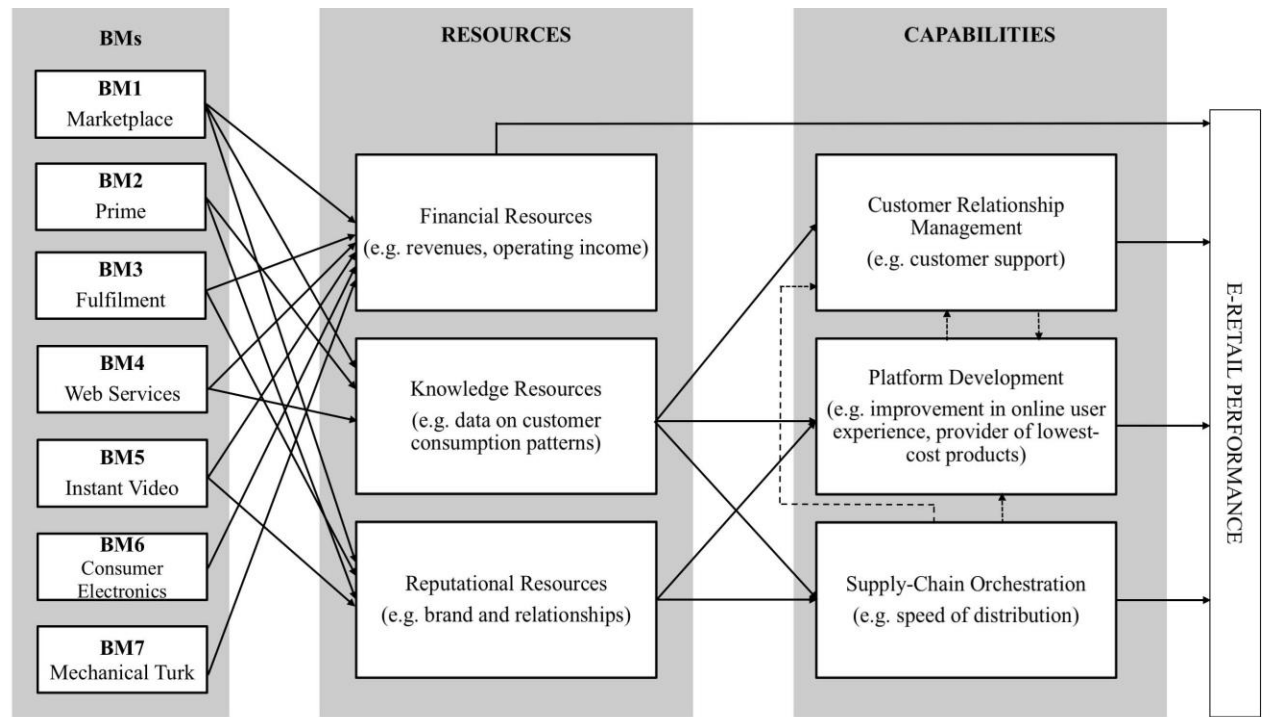 BMs
BM1
Marketplace
BM2
Prime
BM3
Fulfilment
BM4
Web Services
BM5
Instant Video
BM6
Consumer
Electronics
BM7
Mechanical Turk
RESOURCES
Financial Resources
(e.g. revenues, operating income)
Knowledge Resources
(e.g. data on customer
consumption patterns)
Reputational Resources
(e.g. brand and relationships)
CAPABILITIES
Customer Relationship
Management
(e.g. customer support)
Platform Development
(e.g. improvement in online user
experience, provider of lowest-
cost products)
Supply-Chain Orchestration
(e.g. speed of distribution)
E-RETAIL PERFORMANCE